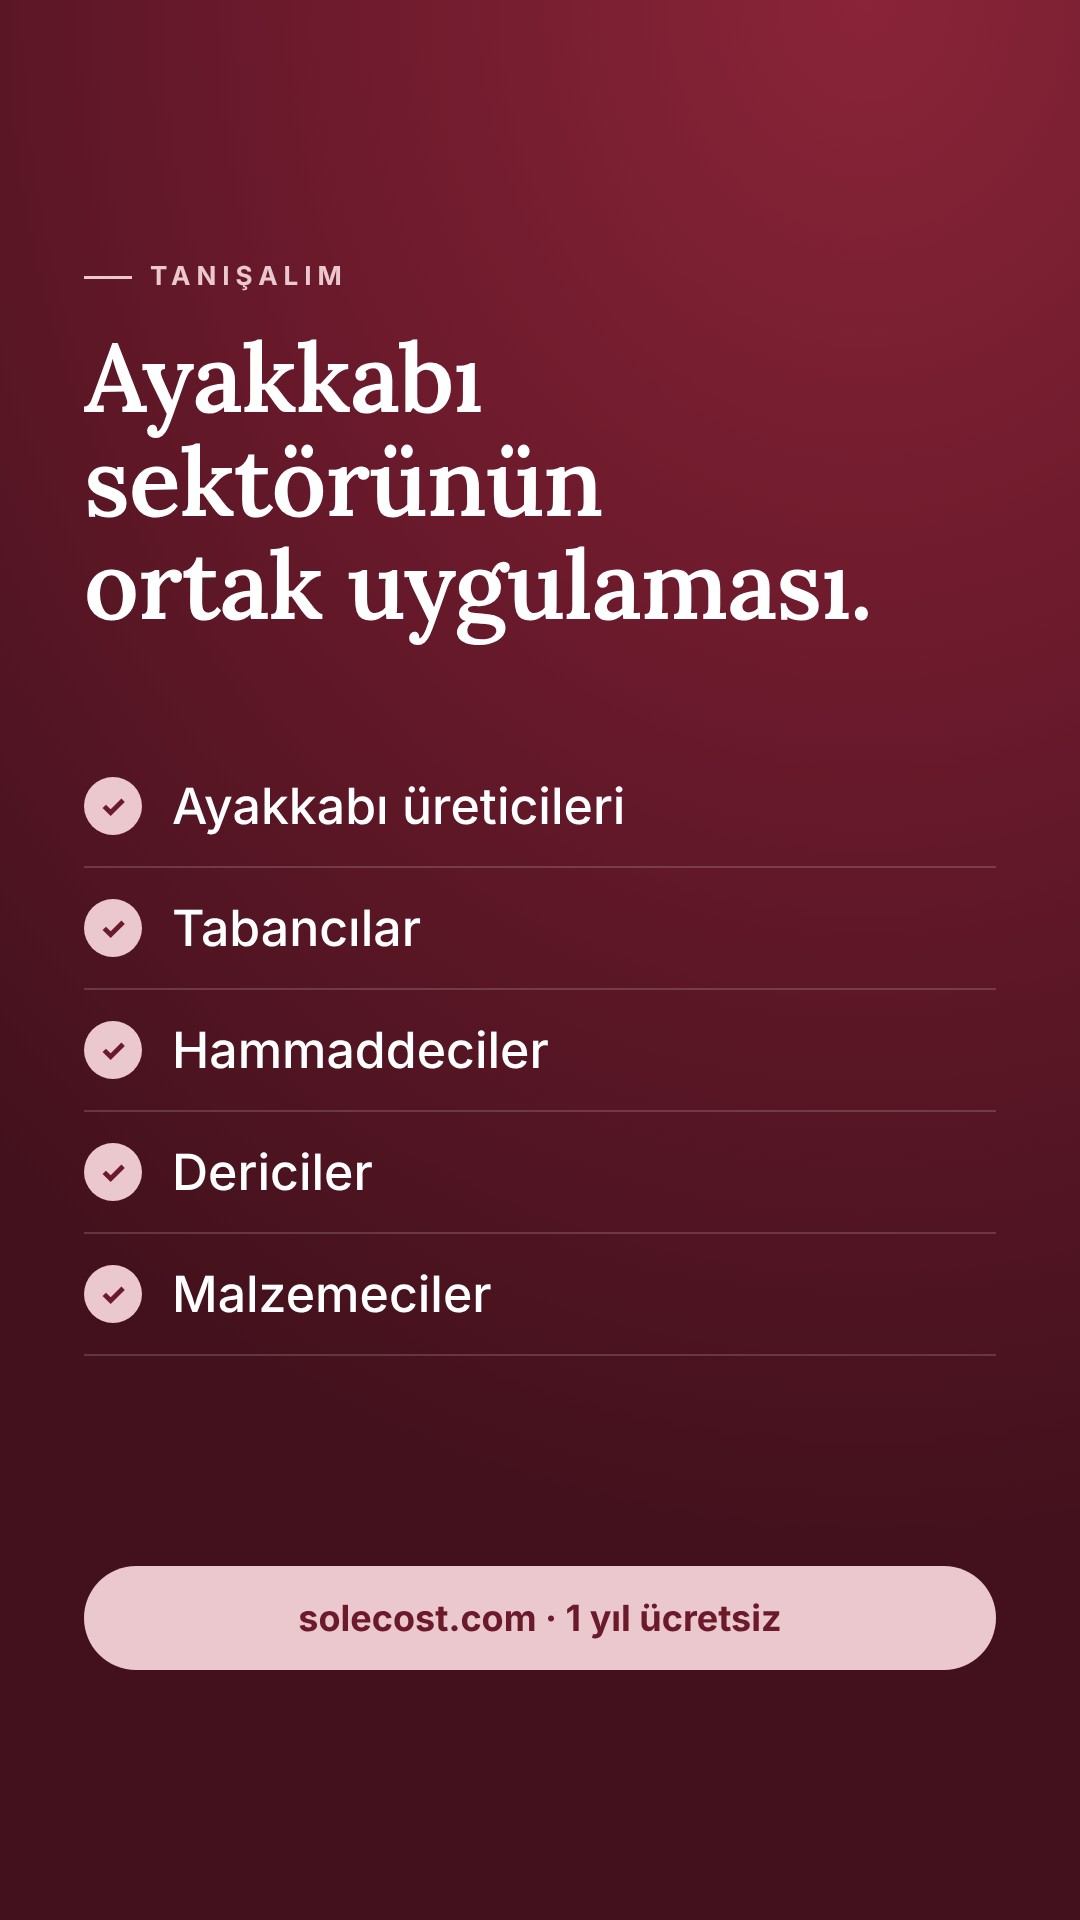 TANIŞALIM
Ayakkabı
sektörünün
ortak uygulaması.
Ayakkabı üreticileri
Tabancılar
Hammaddeciler
Dericiler
Malzemeciler
solecost.com · 1 yıl ücretsiz